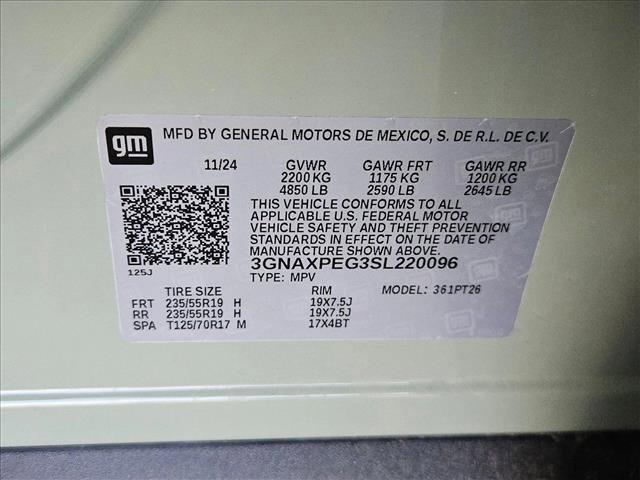 gm MFD BY GENERAL MOTORS DE MEXICO, S. DE R.L. DE C.V.
11/24 GVWR GAWR FRT GAWR RR
2200 KG 1175 KG 1200 KG
4850 LB 2590 LB 2645 LB
THIS VEHICLE CONFORMS TO ALL
APPLICABLE U.S. FEDERAL MOTOR
VEHICLE SAFETY AND THEFT PREVENTION
STANDARDS IN EFFECT ON THE DATE OF
MANUFACTURE SHOWN ABOVE.
3GNAXPEG3SL220096
125J TYPE: MPV
TIRE SIZE RIM MODEL: 361PT26
FRT 235/55R19 H 19X7.5J
RR 235/55R19 H 19X7.5J
SPA T125/70R17 M 17X4BT